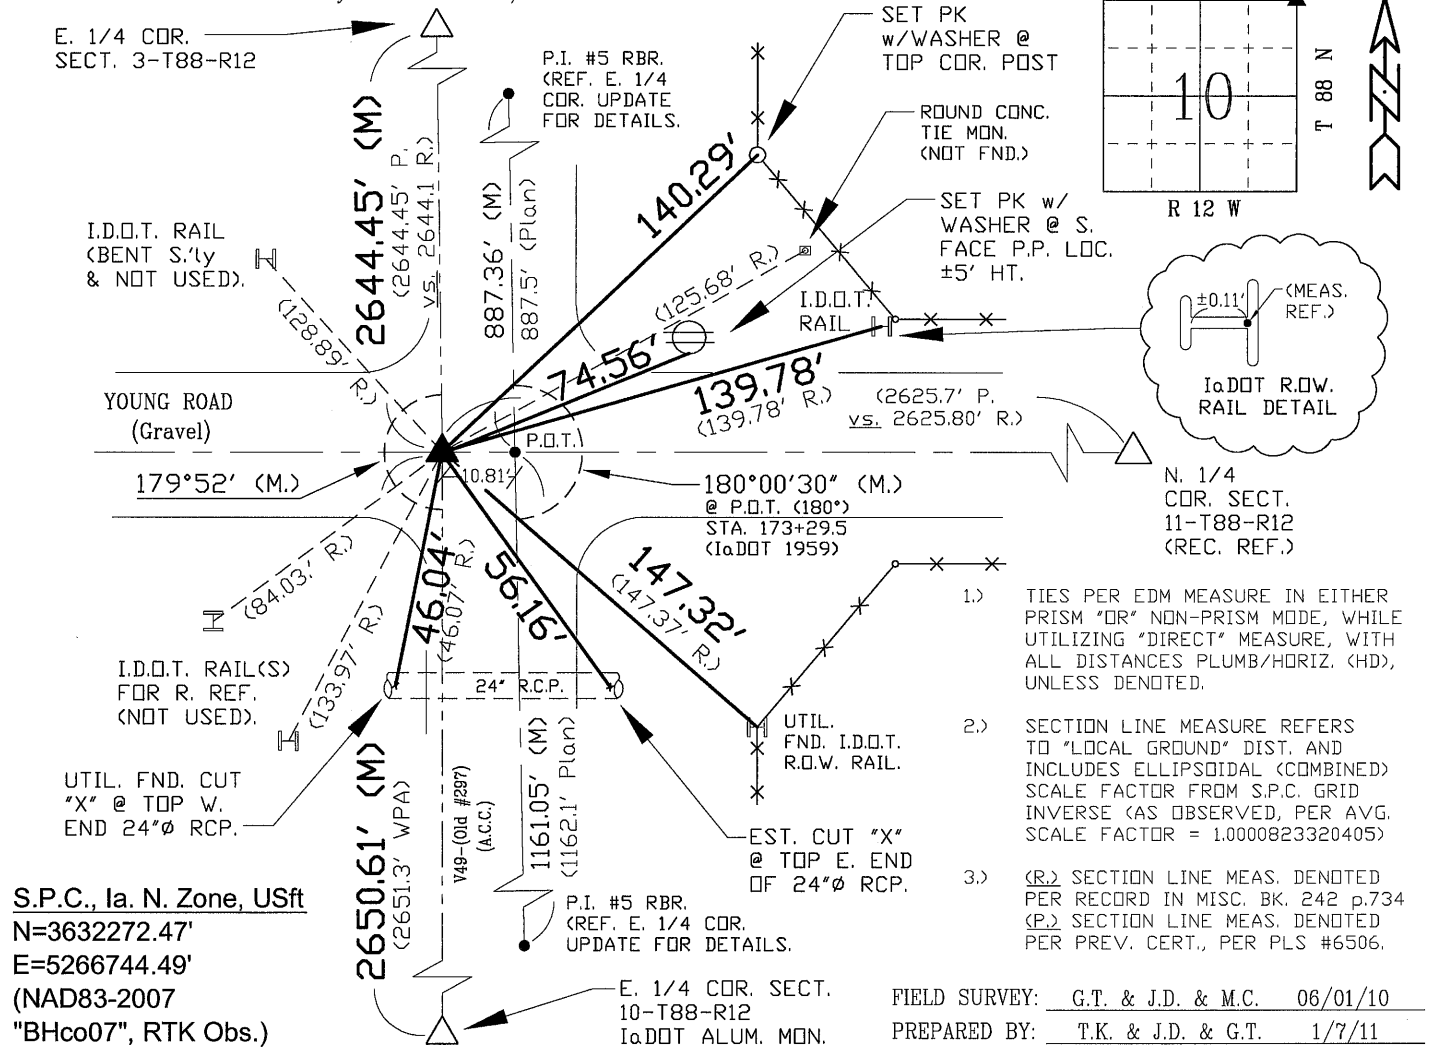 E. 1/4 COR.
SECT. 3-T88-R12
P.I. #5 RBR.
(REF. E. 1/4
COR. UPDATE
FOR DETAILS.
SET PK
w/WASHER @
TOP COR. POST
ROUND CONC.
TIE MON.
(NOT FND.)
SET PK w/
WASHER @ S.
FACE P.P. LOC.
±5' HT.
10
T 88 N
R 12 W
N
I.D.O.T. RAIL
(BENT S.'ly
& NOT USED).
2644.45' (M)
(2644.45' P.
vs. 2644.1 R.)
887.36' (M)
887.5' (Plan)
140.29'
(125.68' R.)
(128.89' R.)
74.56'
I.D.O.T.
RAIL
139.78'
(139.78' R.)
±0.11'
(MEAS.
REF.)
IaDOT R.O.W.
RAIL DETAIL
YOUNG ROAD
(Gravel)
(2625.7' P.
vs. 2625.80' R.)
P.O.T.
10.81'
179°52' (M.)
180°00'30" (M.)
@ P.O.T. (180°)
STA. 173+29.5
(IaDOT 1959)
N. 1/4
COR. SECT.
11-T88-R12
(REC. REF.)
(84.03' R.)
(133.97' R.)
46.04'
(46.07' R.)
56.16'
147.32'
(147.37' R.)
I.D.O.T. RAIL(S)
FOR R. REF.
(NOT USED).
24" R.C.P.
UTIL.
FND. I.D.O.T.
R.O.W. RAIL.
UTIL. FND. CUT
"X" @ TOP W.
END 24"ø RCP.
2650.61' (M)
(2651.3' WPA)
V49-(Old #297)
(A.C.C.)
1161.05' (M)
(1162.1' Plan)
EST. CUT "X"
@ TOP E. END
OF 24"ø RCP.
P.I. #5 RBR.
(REF. E. 1/4 COR.
UPDATE FOR DETAILS.
E. 1/4 COR. SECT.
10-T88-R12
IaDOT ALUM. MON.
1.) TIES PER EDM MEASURE IN EITHER
PRISM "OR" NON-PRISM MODE, WHILE
UTILIZING "DIRECT" MEASURE, WITH
ALL DISTANCES PLUMB/HORIZ. (HD),
UNLESS DENOTED.
2.) SECTION LINE MEASURE REFERS
TO "LOCAL GROUND" DIST. AND
INCLUDES ELLIPSOIDAL (COMBINED)
SCALE FACTOR FROM S.P.C. GRID
INVERSE (AS OBSERVED, PER AVG.
SCALE FACTOR = 1.0000823320405)
3.) (R.) SECTION LINE MEAS. DENOTED
PER RECORD IN MISC. BK. 242 p.734
(P.) SECTION LINE MEAS. DENOTED
PER PREV. CERT., PER PLS #6506.
S.P.C., Ia. N. Zone, USft
N=3632272.47'
E=5266744.49'
(NAD83-2007
"BHco07", RTK Obs.)
FIELD SURVEY: G.T. & J.D. & M.C. 06/01/10
PREPARED BY: T.K. & J.D. & G.T. 1/7/11